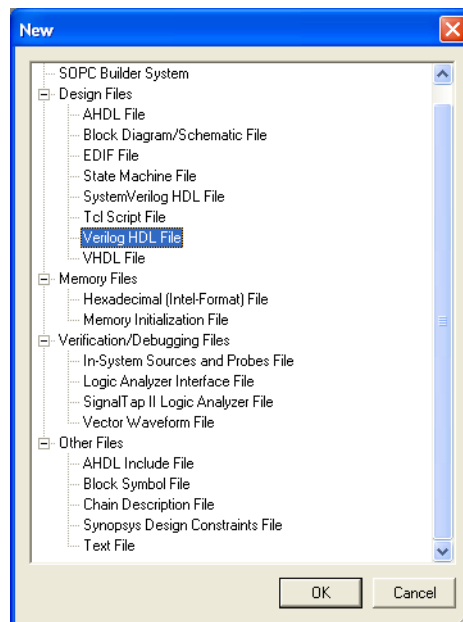 New
SOPC Builder System
Design Files
AHDL File
Block Diagram/Schematic File
EDIF File
State Machine File
SystemVerilog HDL File
Tcl Script File
Verilog HDL File
VHDL File
Memory Files
Hexadecimal (Intel-Format) File
Memory Initialization File
Verification/Debugging Files
In-System Sources and Probes File
Logic Analyzer Interface File
SignalTap II Logic Analyzer File
Vector Waveform File
Other Files
AHDL Include File
Block Symbol File
Chain Description File
Synopsys Design Constraints File
Text File
OK Cancel